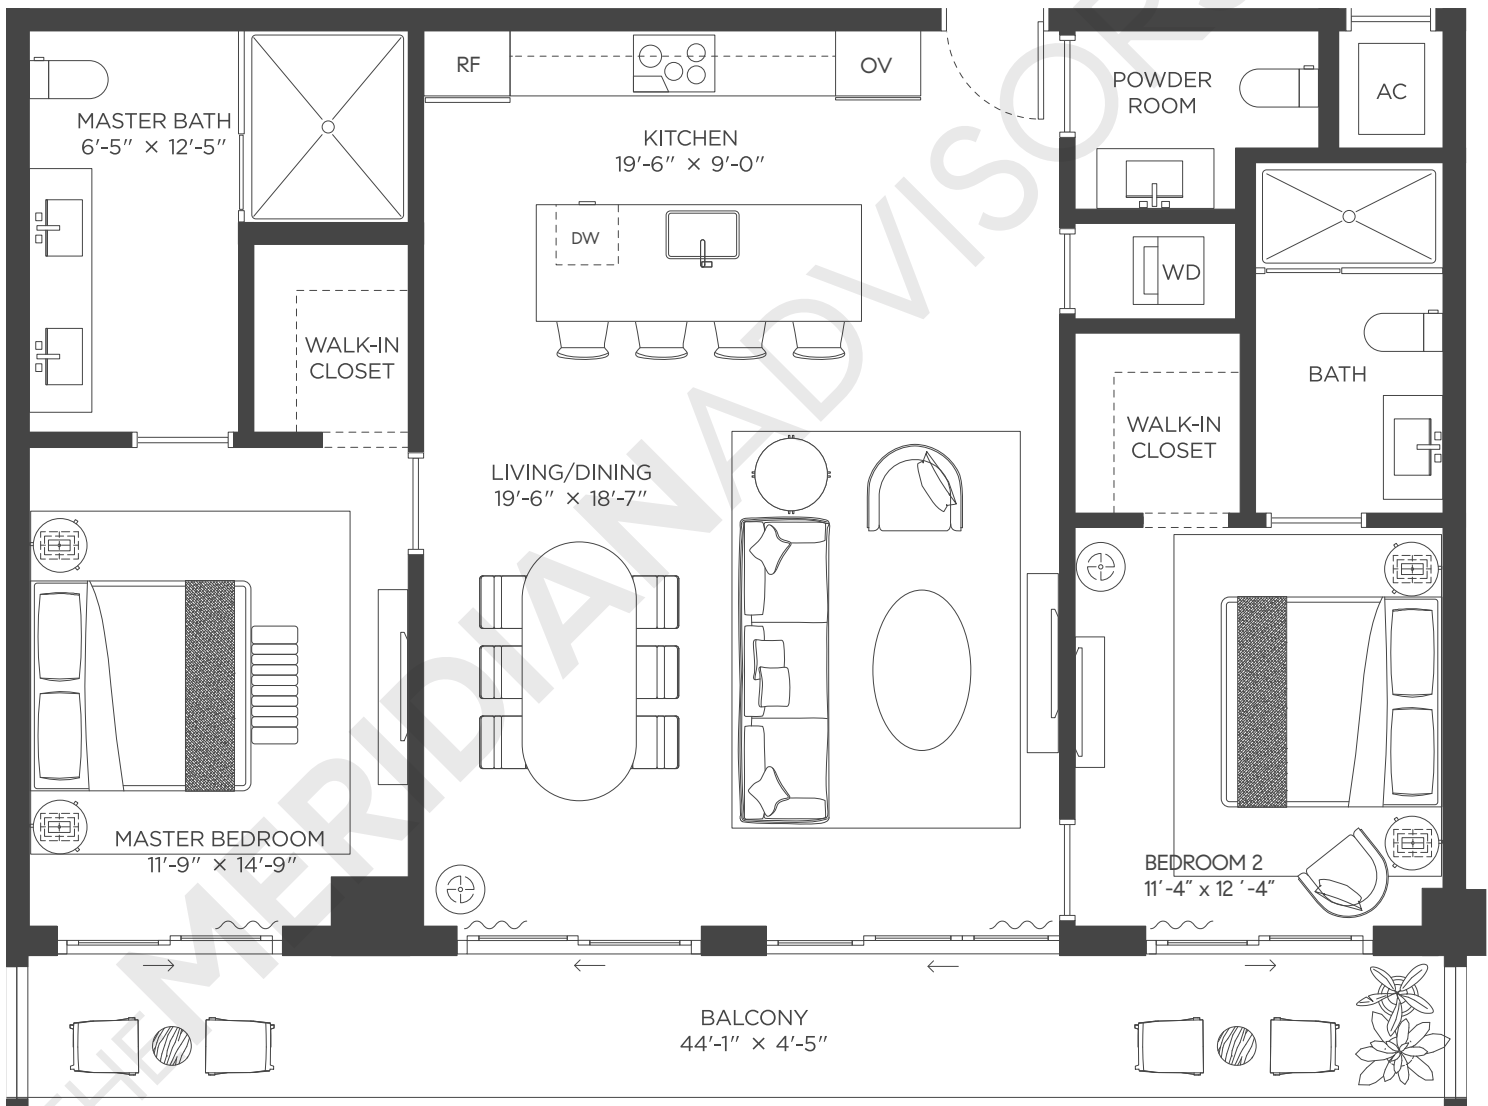 RF
OV
POWDER
ROOM
AC
MASTER BATH
6'-5" × 12'-5"
KITCHEN
19'-6" × 9'-0"
DW
WD
WALK-IN
CLOSET
BATH
WALK-IN
CLOSET
LIVING/DINING
19'-6" × 18'-7"
MASTER BEDROOM
11'-9" × 14'-9"
BEDROOM 2
11'-4" x 12 '-4"
BALCONY
44'-1" × 4'-5"
THE MERIDIAN ADVISORS